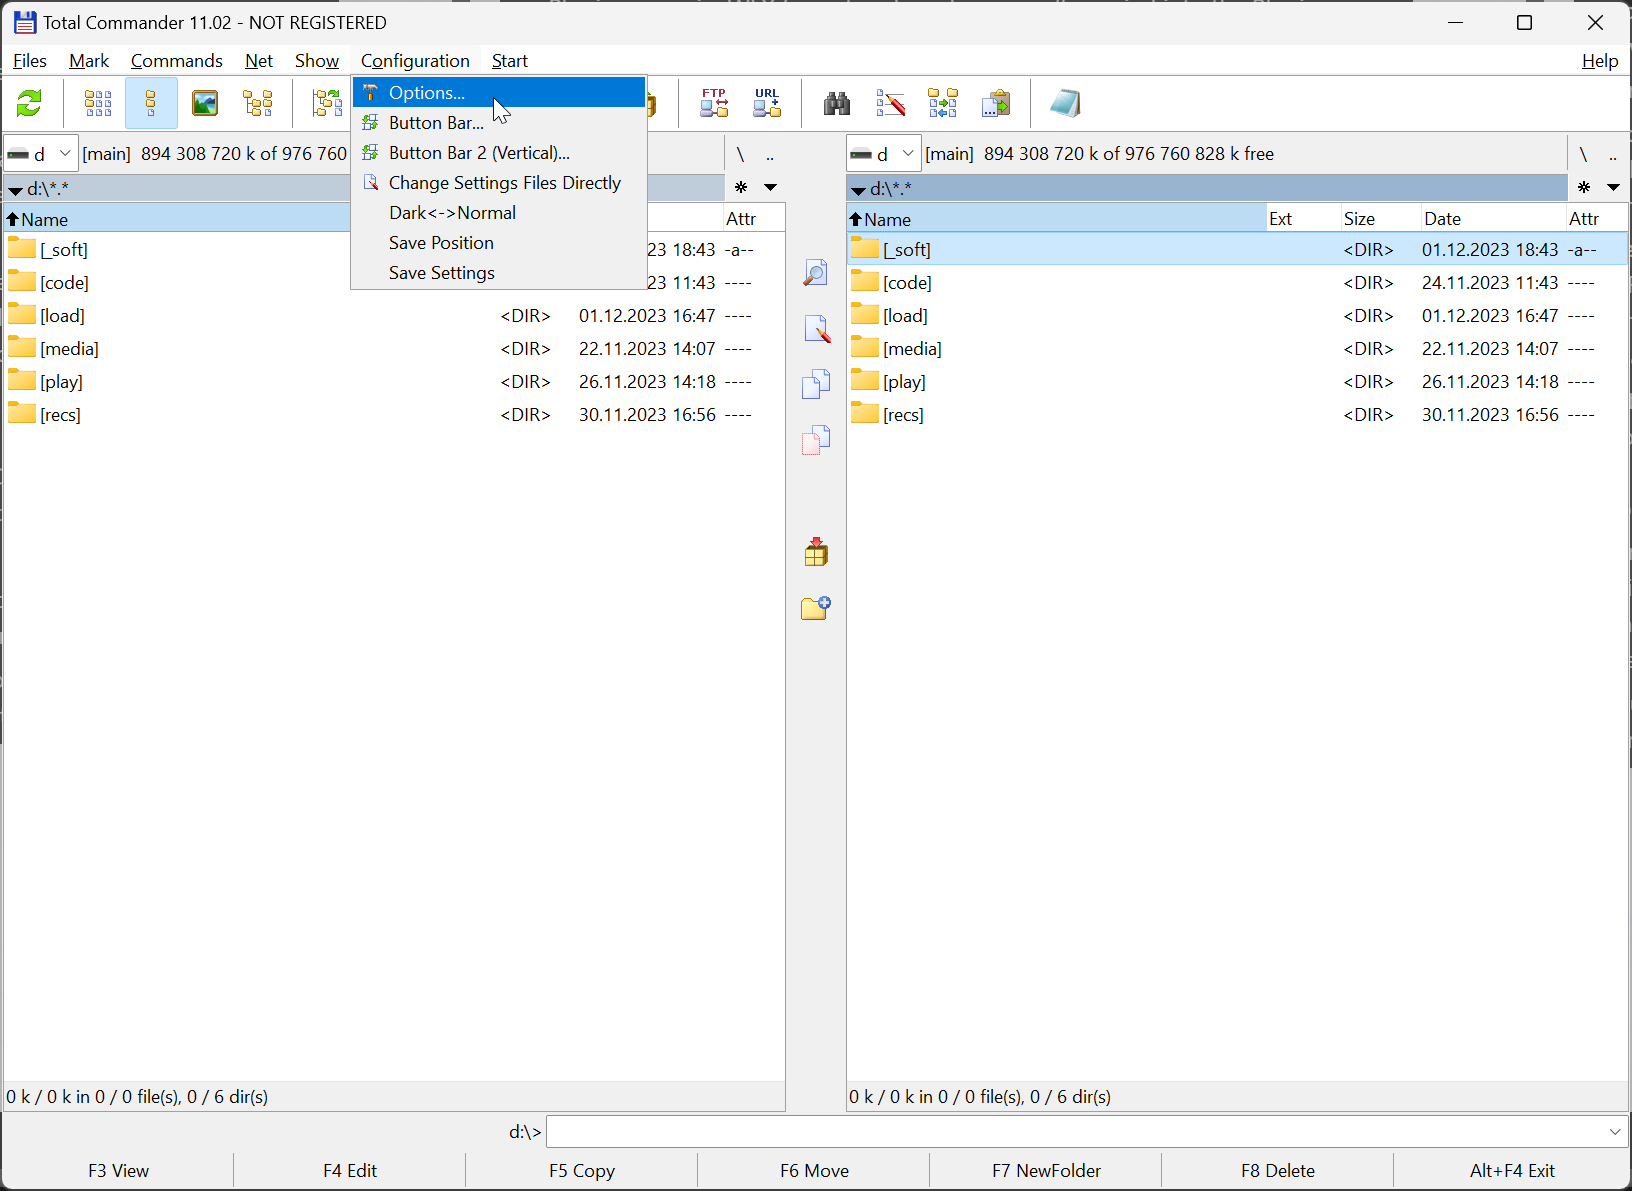 Total Commander 11.02 - NOT REGISTERED
Files Mark Commands Net Show Configuration Start Help
FTP URL
Options...
Button Bar...
Button Bar 2 (Vertical)...
Change Settings Files Directly
Dark<->Normal
Save Position
Save Settings
d [main] 894 308 720 k of 976 760 \ ..
d:\*.* *
Name Attr
[_soft] 23 18:43 -a--
[code] 23 11:43 ----
[load] <DIR> 01.12.2023 16:47 ----
[media] <DIR> 22.11.2023 14:07 ----
[play] <DIR> 26.11.2023 14:18 ----
[recs] <DIR> 30.11.2023 16:56 ----
0 k / 0 k in 0 / 0 file(s), 0 / 6 dir(s)
d [main] 894 308 720 k of 976 760 828 k free \ ..
d:\*.* *
Name Ext Size Date Attr
[_soft] <DIR> 01.12.2023 18:43 -a--
[code] <DIR> 24.11.2023 11:43 ----
[load] <DIR> 01.12.2023 16:47 ----
[media] <DIR> 22.11.2023 14:07 ----
[play] <DIR> 26.11.2023 14:18 ----
[recs] <DIR> 30.11.2023 16:56 ----
0 k / 0 k in 0 / 0 file(s), 0 / 6 dir(s)
d:\>
F3 View F4 Edit F5 Copy F6 Move F7 NewFolder F8 Delete Alt+F4 Exit